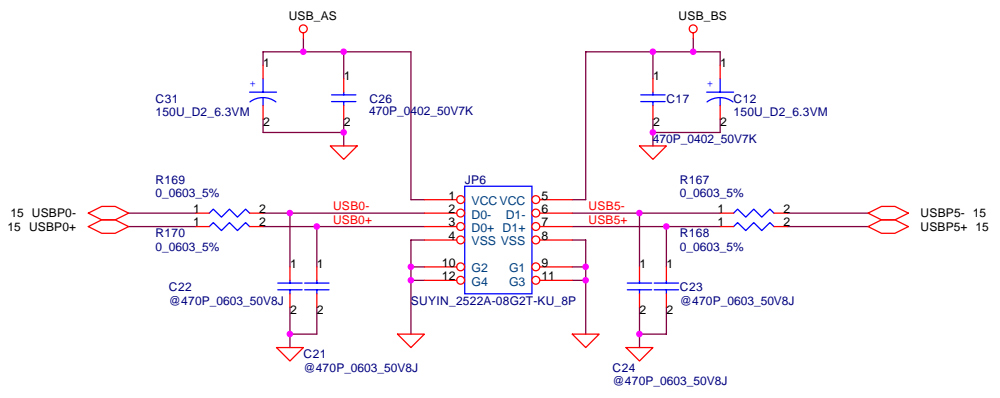 USB_AS
USB_BS
1
1
1
1
+
+
C31
150U_D2_6.3VM
C26
470P_0402_50V7K
C17
C12
150U_D2_6.3VM
2
2
2
2
470P_0402_50V7K
JP6
R169
0_0603_5%
R167
0_0603_5%
1
VCC
VCC
5
15 USBP0-
1
2
USB0-
2
D0-
D1-
6
USB5-
1
2
USBP5- 15
15 USBP0+
1
2
USB0+
3
D0+
D1+
7
USB5+
1
2
USBP5+ 15
4
VSS
VSS
8
R170
0_0603_5%
R168
0_0603_5%
10
G2
G1
9
12
G4
G3
11
1
1
1
1
C22
@470P_0603_50V8J
C23
@470P_0603_50V8J
SUYIN_2522A-08G2T-KU_8P
2
2
2
2
C21
@470P_0603_50V8J
C24
@470P_0603_50V8J